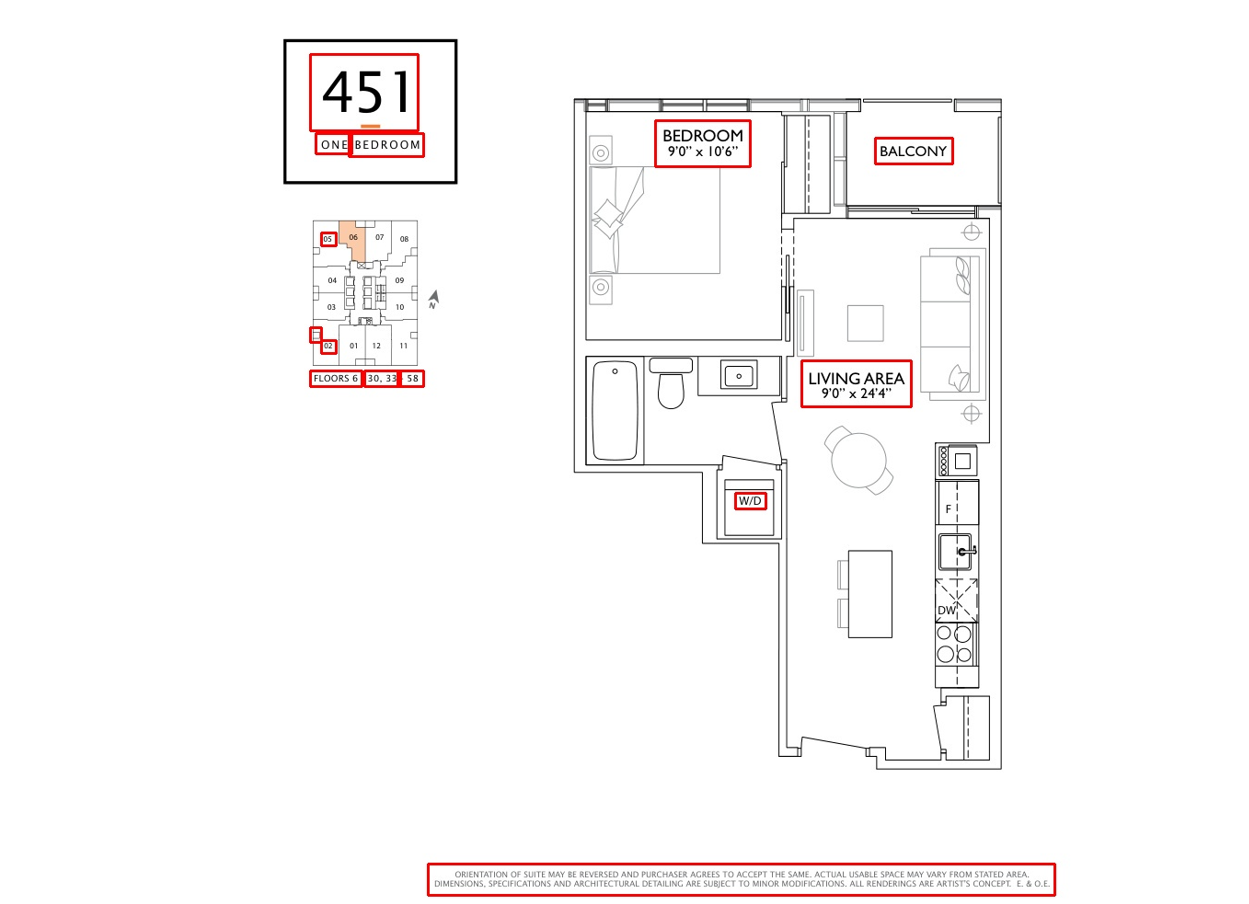 451
ONE BEDROOM
05 06 07 08
04 09
03 10
02 01 12 11
N
FLOORS 6 30, 33 58
BEDROOM
9'0" x 10'6"
BALCONY
LIVING AREA
9'0" x 24'4"
W/D
F
DW
ORIENTATION OF SUITE MAY BE REVERSED AND PURCHASER AGREES TO ACCEPT THE SAME. ACTUAL USABLE SPACE MAY VARY FROM STATED AREA.
DIMENSIONS, SPECIFICATIONS AND ARCHITECTURAL DETAILING ARE SUBJECT TO MINOR MODIFICATIONS. ALL RENDERINGS ARE ARTIST'S CONCEPT. E. & O.E.